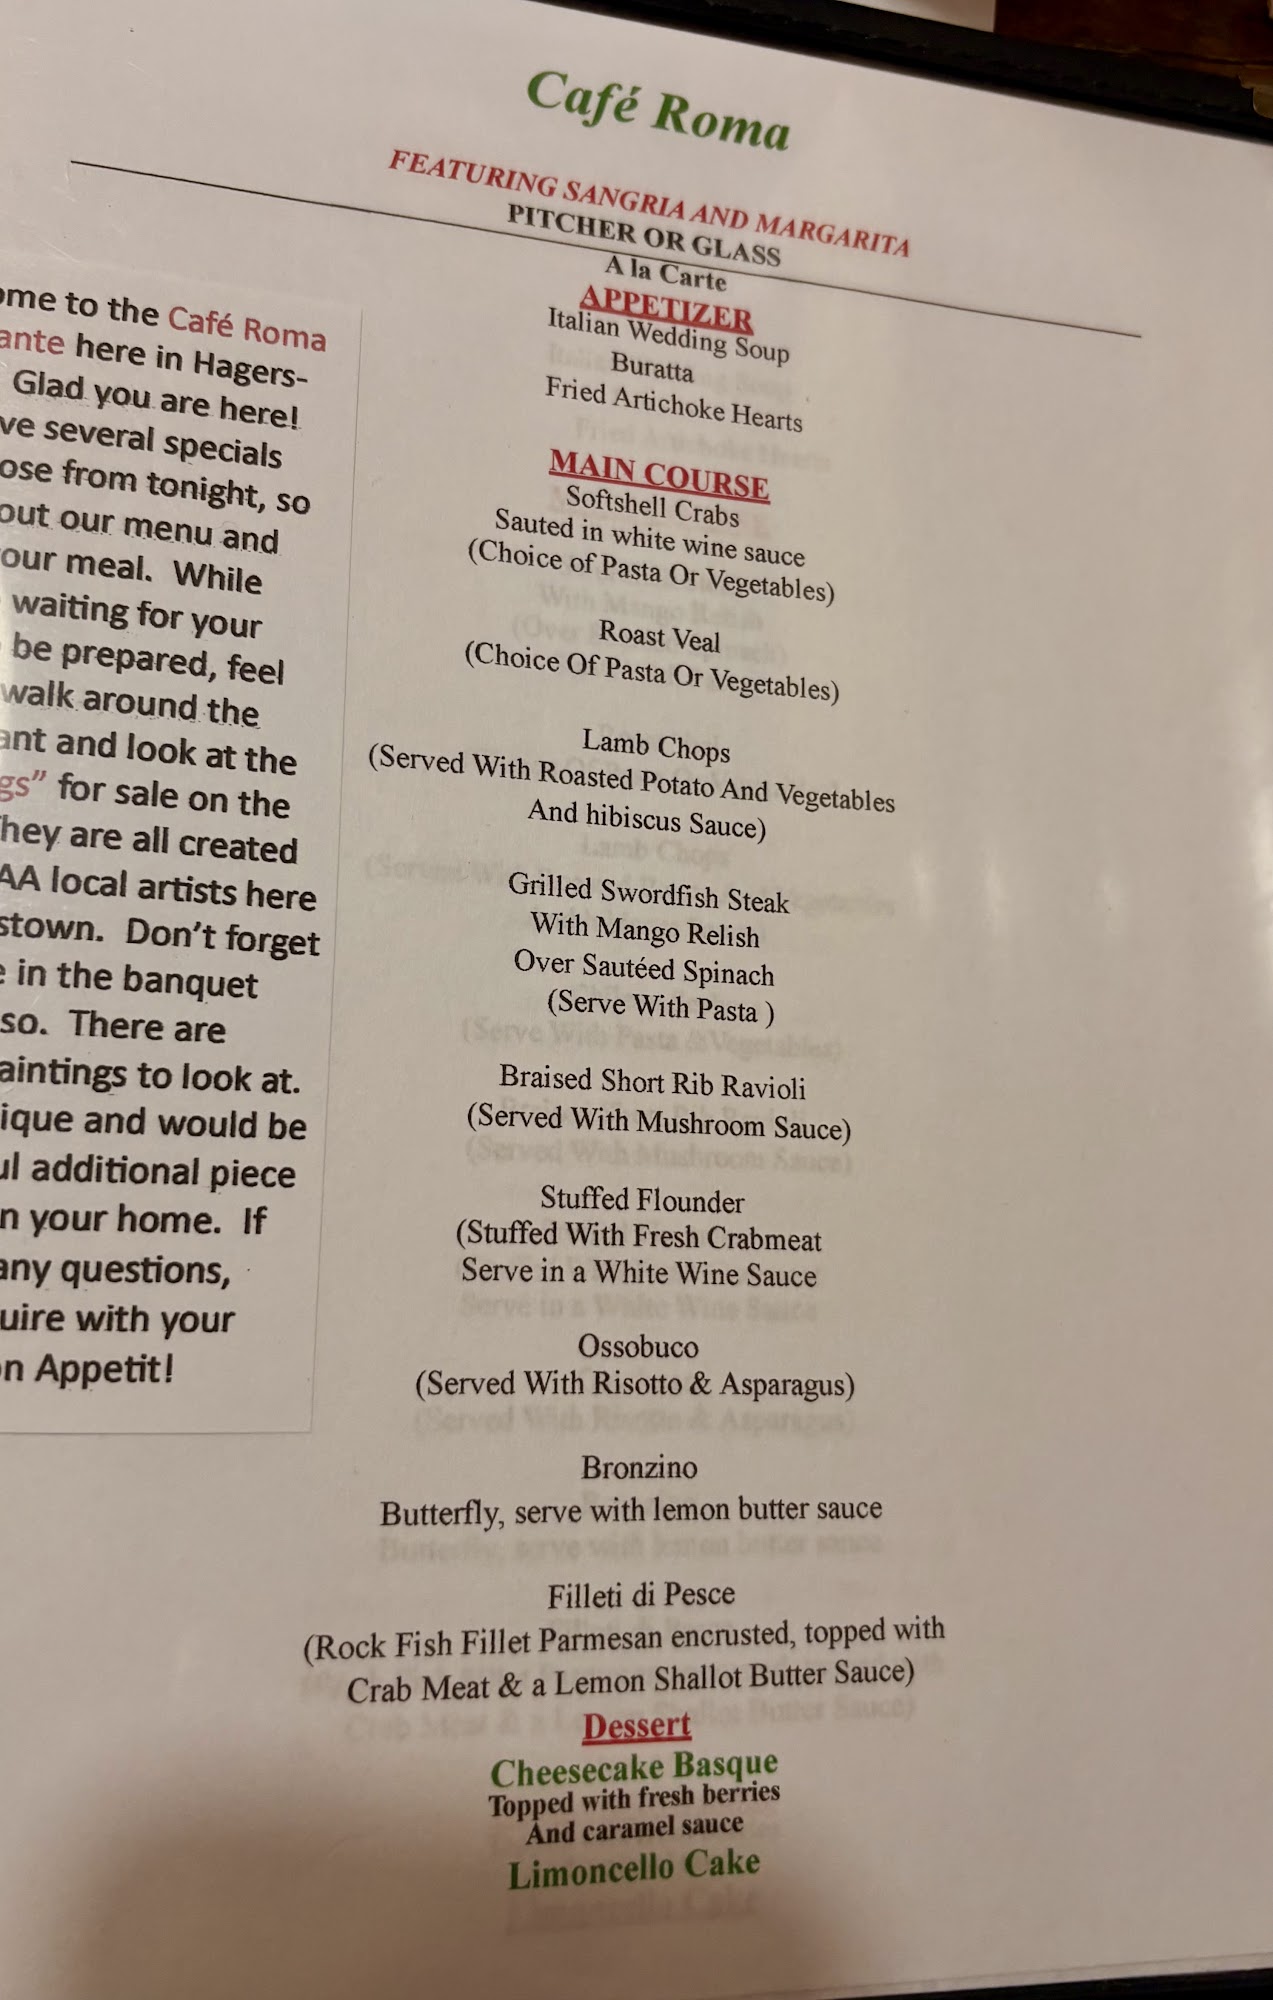 Café Roma
FEATURING SANGRIA AND MARGARITA
PITCHER OR GLASS
A la Carte
APPETIZER
Italian Wedding Soup
Buratta
Fried Artichoke Hearts
MAIN COURSE
Softshell Crabs
Sauted in white wine sauce
(Choice of Pasta Or Vegetables)
Roast Veal
(Choice Of Pasta Or Vegetables)
Lamb Chops
(Served With Roasted Potato And Vegetables
And hibiscus Sauce)
Grilled Swordfish Steak
With Mango Relish
Over Sautéed Spinach
(Serve With Pasta )
Braised Short Rib Ravioli
(Served With Mushroom Sauce)
Stuffed Flounder
(Stuffed With Fresh Crabmeat
Serve in a White Wine Sauce
Ossobuco
(Served With Risotto & Asparagus)
Bronzino
Butterfly, serve with lemon butter sauce
Filleti di Pesce
(Rock Fish Fillet Parmesan encrusted, topped with
Crab Meat & a Lemon Shallot Butter Sauce)
Dessert
Cheesecake Basque
Topped with fresh berries
And caramel sauce
Limoncello Cake
ome to the Café Roma
ante here in Hagers-
Glad you are here!
ve several specials
ose from tonight, so
out our menu and
our meal. While
waiting for your
be prepared, feel
walk around the
ant and look at the
gs” for sale on the
They are all created
AA local artists here
stown. Don’t forget
e in the banquet
so. There are
aintings to look at.
ique and would be
ul additional piece
n your home. If
any questions,
uire with your
on Appetit!